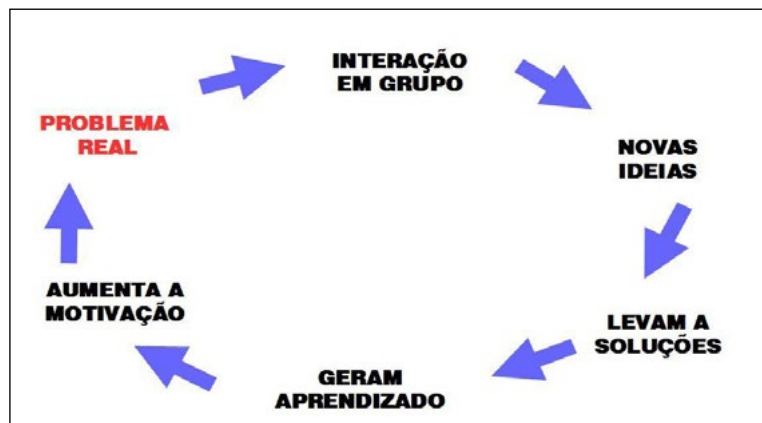 INTERAÇÃO
EM GRUPO
PROBLEMA
REAL
NOVAS
IDEIAS
AUMENTA A
MOTIVAÇÃO
LEVAM A
SOLUÇÕES
GERAM
APRENDIZADO